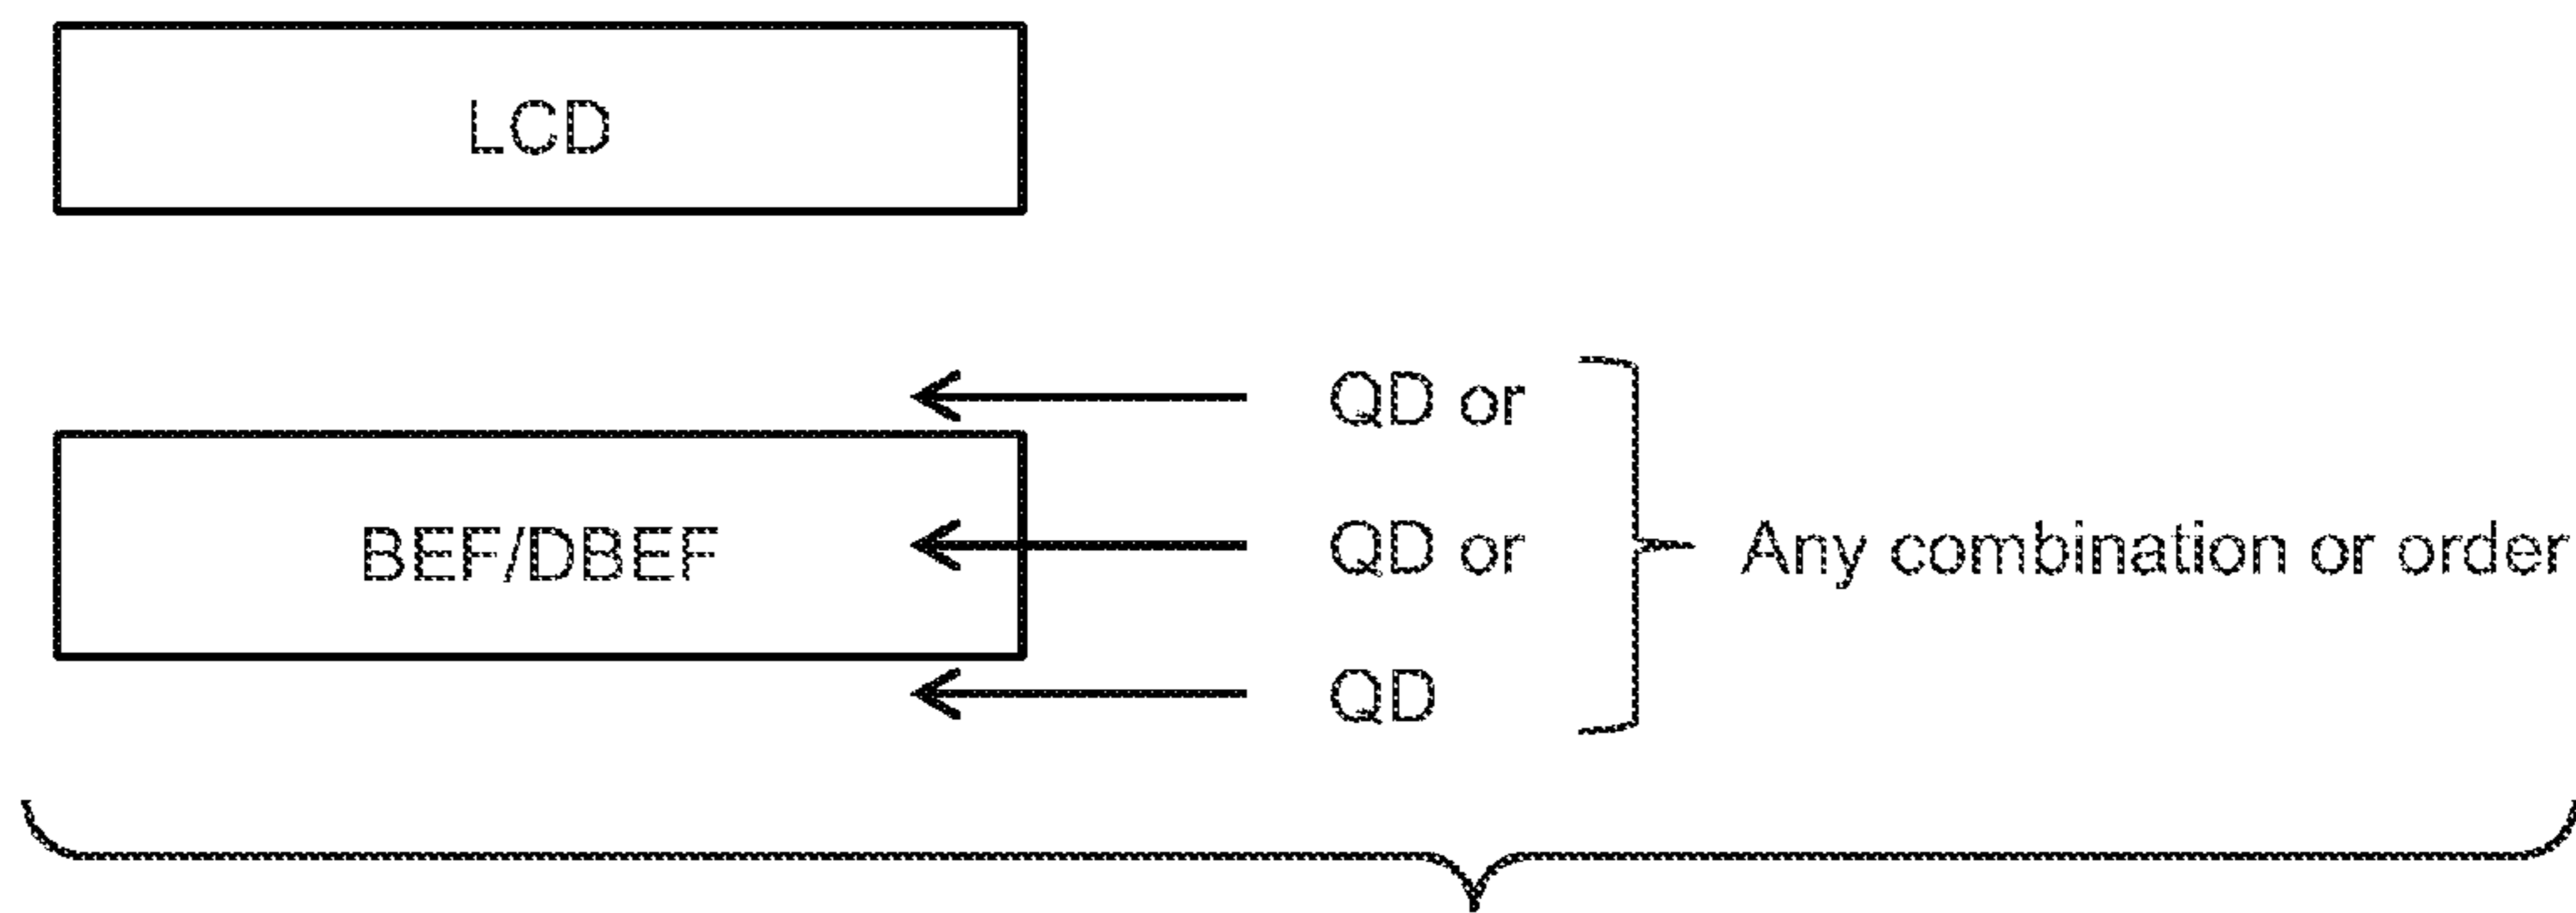 LCD
QD or
BEF/DBEF
QD or
Any combination or order
QD